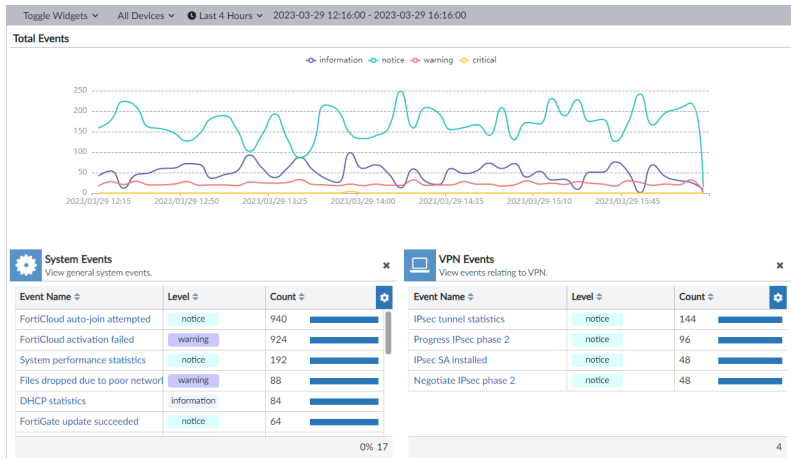 Toggle Widgets All Devices Last 4 Hours 2023-03-29 12:16:00 - 2023-03-29 16:16:00
Total Events
information notice warning critical
250
200
150
100
50
0
2023/03/29 12:15 2023/03/29 12:50 2023/03/29 13:25 2023/03/29 14:00 2023/03/29 14:35 2023/03/29 15:10 2023/03/29 15:45
System Events
View general system events.
Event Name Level Count
FortiCloud auto-join attempted notice 940
FortiCloud activation failed warning 924
System performance statistics notice 192
Files dropped due to poor networ warning 88
DHCP statistics information 84
FortiGate update succeeded notice 64
0% 17
VPN Events
View events relating to VPN.
Event Name Level Count
IPsec tunnel statistics notice 144
Progress IPsec phase 2 notice 96
IPsec SA installed notice 48
Negotiate IPsec phase 2 notice 48
4